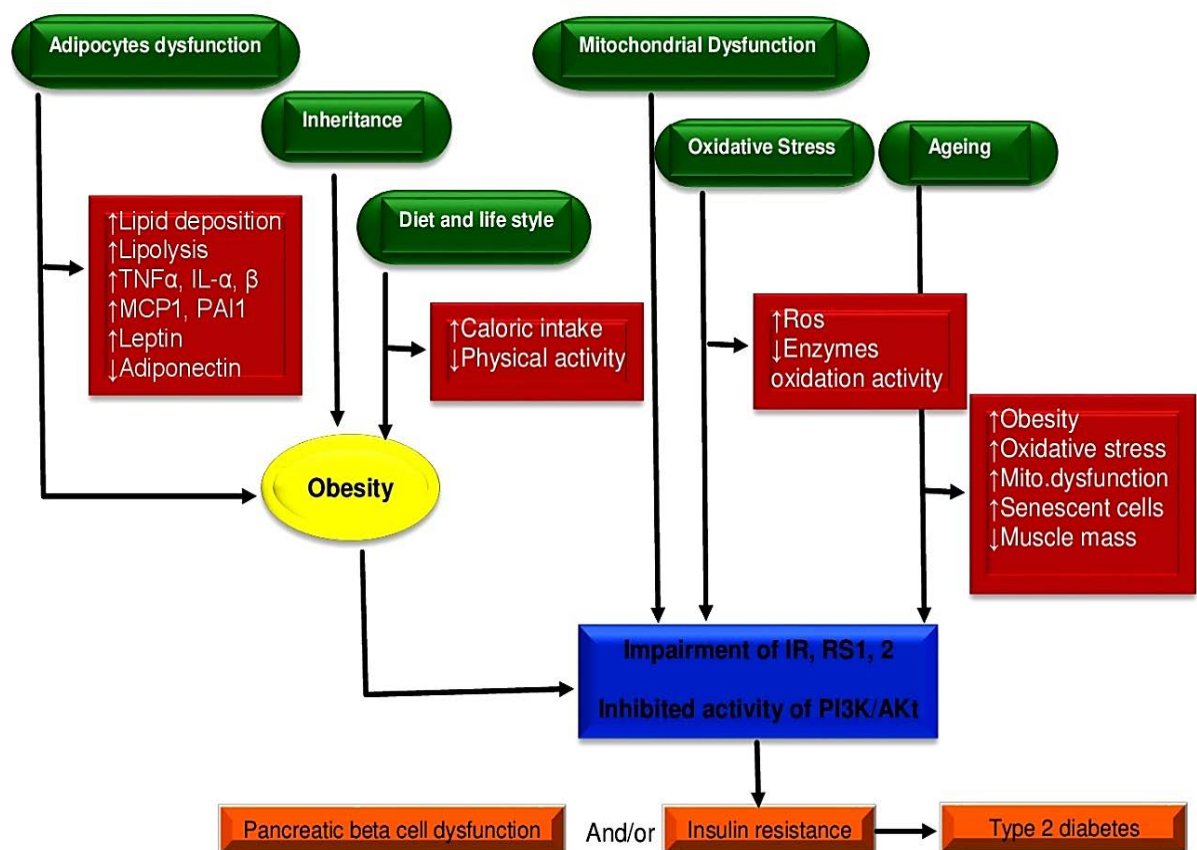 Adipocytes dysfunction
Mitochondrial Dysfunction
Inheritance
Oxidative Stress
Ageing
Diet and life style
↑Lipid deposition
↑Lipolysis
↑TNFα, IL-α, β
↑MCP1, PAI1
↑Leptin
↓Adiponectin
↑Caloric intake
↓Physical activity
↑Ros
↓Enzymes
oxidation activity
↑Obesity
↑Oxidative stress
↑Mito.dysfunction
↑Senescent cells
↓Muscle mass
Obesity
Impairment of IR, RS1, 2
Inhibited activity of PI3K/AKt
Pancreatic beta cell dysfunction
And/or
Insulin resistance
Type 2 diabetes